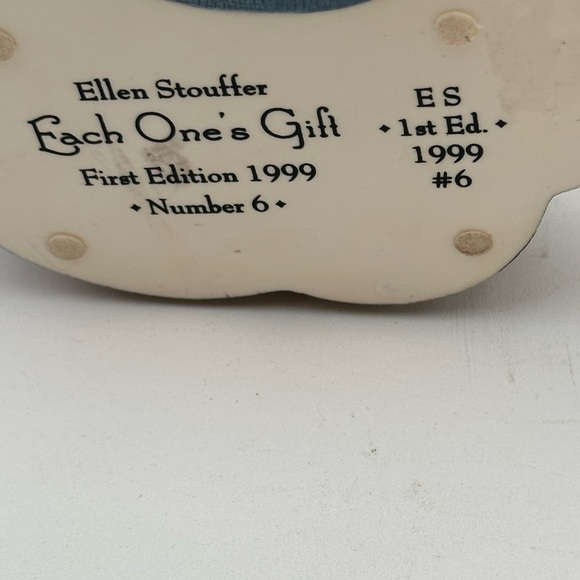 Ellen Stouffer
Each One's Gift
First Edition 1999
• Number 6 •
E S
• 1st Ed. •
1999
#6